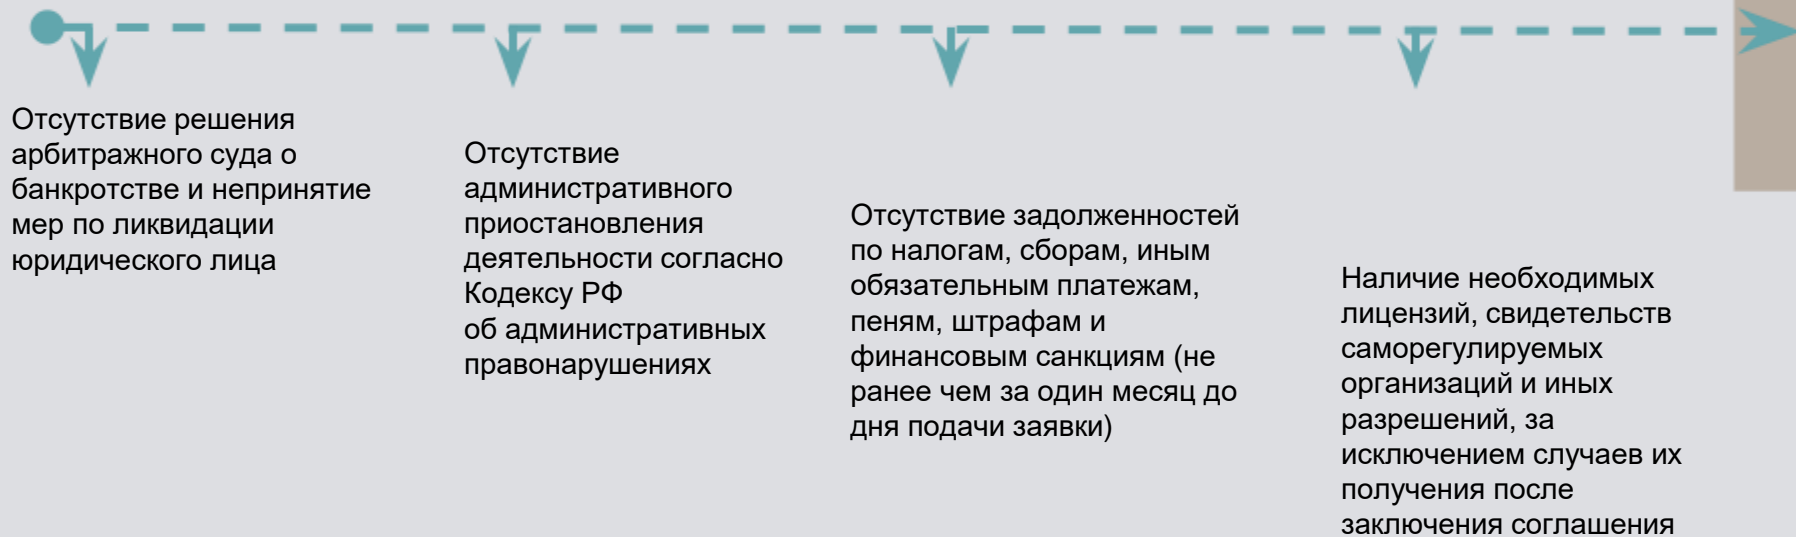 Отсутствие решения
арбитражного суда о
банкротстве и непринятие
мер по ликвидации
юридического лица
Отсутствие
административного
приостановления
деятельности согласно
Кодексу РФ
об административных
правонарушениях
Отсутствие задолженностей
по налогам, сборам, иным
обязательным платежам,
пеням, штрафам и
финансовым санкциям (не
ранее чем за один месяц до
дня подачи заявки)
Наличие необходимых
лицензий, свидетельств
саморегулируемых
организаций и иных
разрешений, за
исключением случаев их
получения после
заключения соглашения